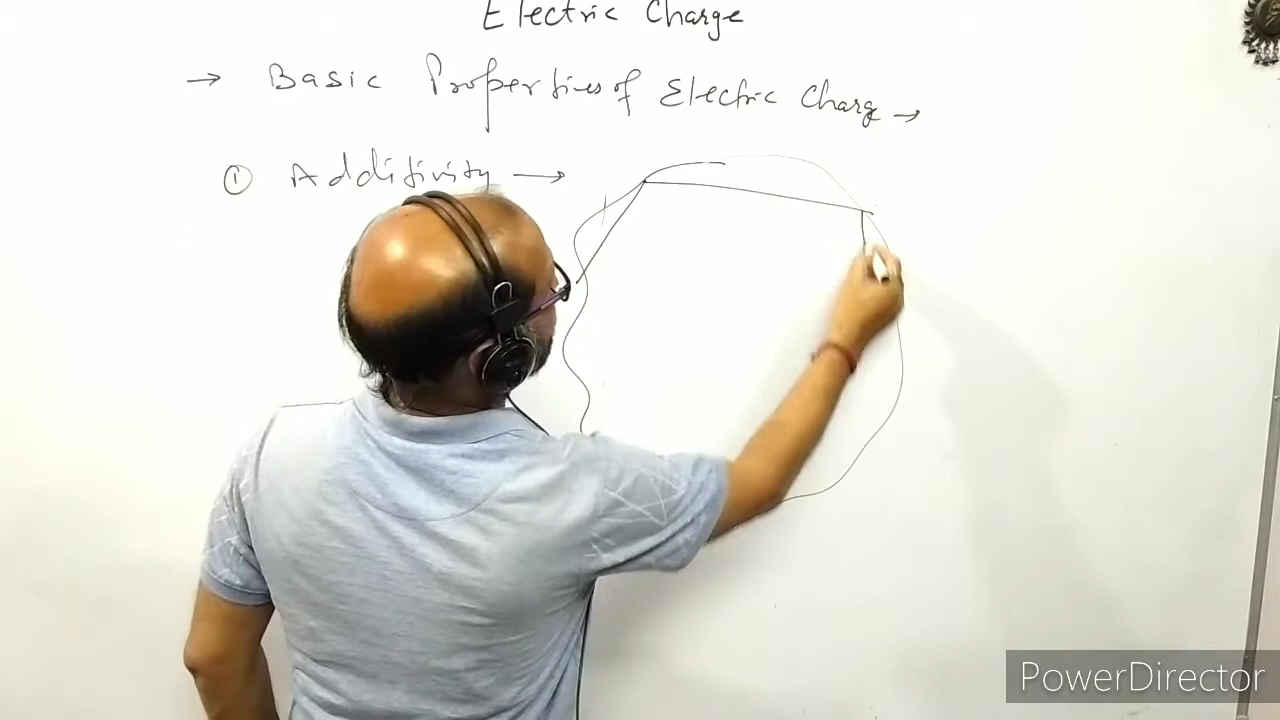 Electric Charge
→ Basic Properties of Electric Charge →
① Additivity →
PowerDirector